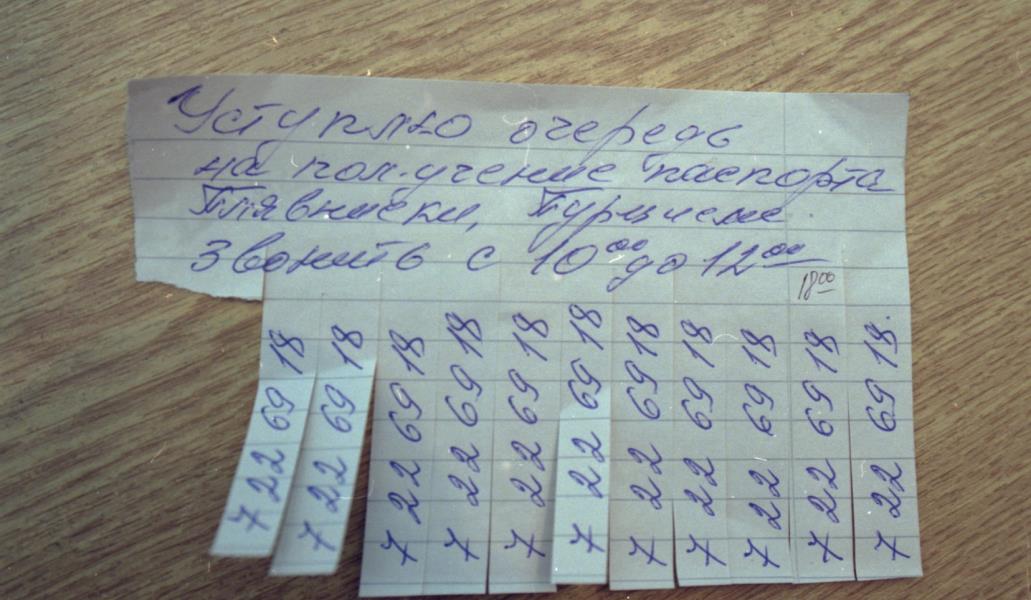 Уступлю очередь
на получение паспорта
Плявниеки, Пурвциемс.
Звонить с 10⁰⁰ до 12⁰⁰
18⁰⁰
7 22 69 18
7 22 69 18
7 22 69 18
7 22 69 18
7 22 69 18
7 22 69 18
7 22 69 18
7 22 69 18
7 22 69 18
7 22 69 18
7 22 69 18.